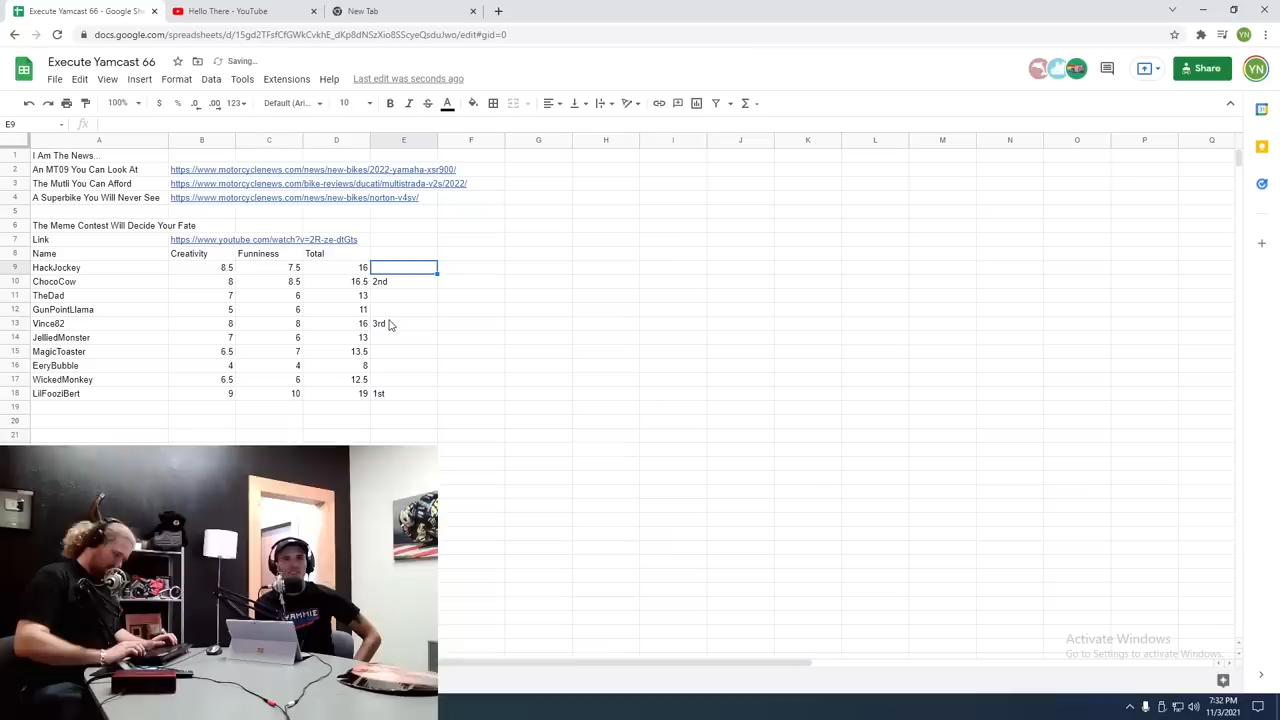 Execute Yamcast 66 - Google She
Hello There - YouTube
New Tab
docs.google.com/spreadsheets/d/15gd2TFsfCfGWkCvkhE_dKp8dNSzXio8SScyeQsduJwo/edit#gid=0
YN
Execute Yamcast 66
Saving...
File Edit View Insert Format Data Tools Extensions Help Last edit was seconds ago
Share
YN
100% $ % .0 .00 123 Default (Ari... 10 B I S A
E9 fx
A B C D E F G H I J K L M N O P Q
1 I Am The News...
2 An MT09 You Can Look At https://www.motorcyclenews.com/news/new-bikes/2022-yamaha-xsr900/
3 The Mutli You Can Afford https://www.motorcyclenews.com/bike-reviews/ducati/multistrada-v2s/2022/
4 A Superbike You Will Never See https://www.motorcyclenews.com/news/new-bikes/norton-v4sv/
5
6 The Meme Contest Will Decide Your Fate
7 Link https://www.youtube.com/watch?v=2R-ze-dtGts
8 Name Creativity Funniness Total
9 HackJockey 8.5 7.5 16
10 ChocoCow 8 8.5 16.5 2nd
11 TheDad 7 6 13
12 GunPointLlama 5 6 11
13 Vince82 8 8 16 3rd
14 JelliedMonster 7 6 13
15 MagicToaster 6.5 7 13.5
16 EeryBubble 4 4 8
17 WickedMonkey 6.5 6 12.5
18 LilFooziBert 9 10 19 1st
19
20
21
YAMMIE
Activate Windows
Go to Settings to activate Windows.
7:32 PM
11/3/2021